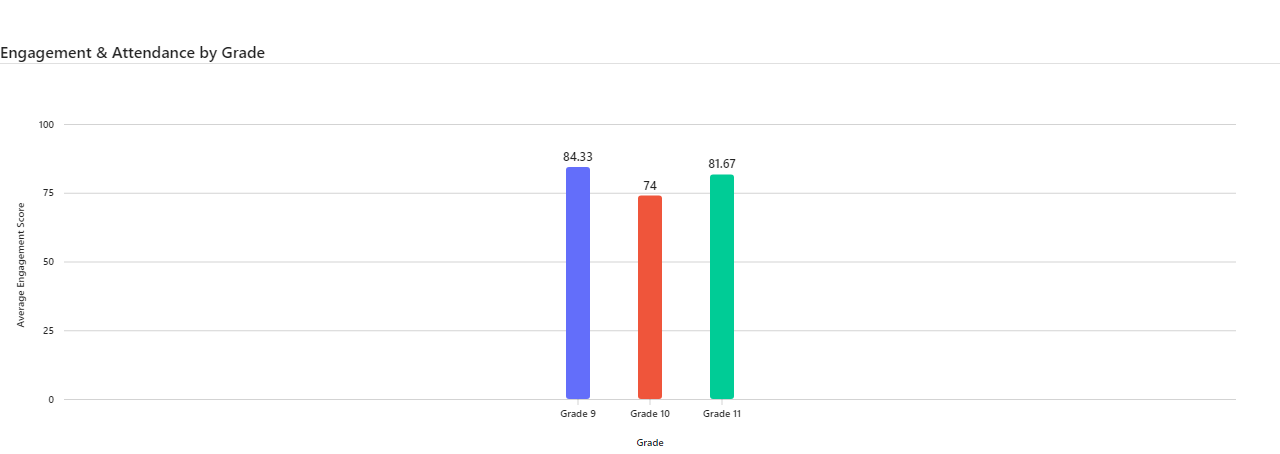 Engagement & Attendance by Grade
100
75
50
25
0
Average Engagement Score
84.33
74
81.67
Grade 9
Grade 10
Grade 11
Grade